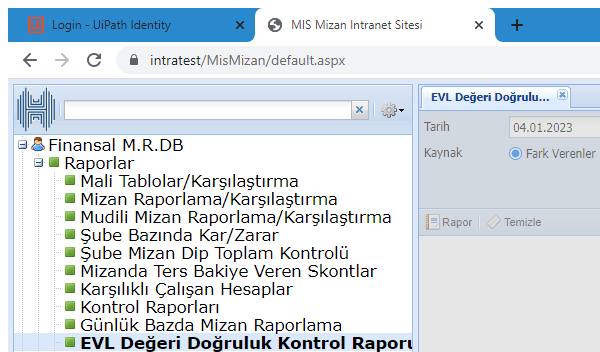 Login - UiPath Identity
MIS Mizan Intranet Sitesi
intratest/MisMizan/default.aspx
EVL Değeri Doğrulu...
Tarih
04.01.2023
Kaynak
Fark Verenler
Rapor
Temizle
Finansal M.R.DB
Raporlar
Mali Tablolar/Karşılaştırma
Mizan Raporlama/Karşılaştırma
Mudili Mizan Raporlama/Karşılaştırma
Şube Bazında Kar/Zarar
Şube Mizan Dip Toplam Kontrolü
Mizanda Ters Bakiye Veren Skontlar
Karşılıklı Çalışan Hesaplar
Kontrol Raporları
Günlük Bazda Mizan Raporlama
EVL Değeri Doğruluk Kontrol Raporu